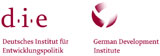 d·i·e
Deutsches Institut für
Entwicklungspolitik
German Development
Institute